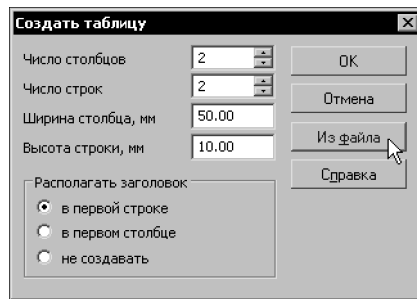 Создать таблицу
Число столбцов 2 OK
Число строк 2 Отмена
Ширина столбца, мм 50.00 Из файла
Высота строки, мм 10.00 Справка
Располагать заголовок
в первой строке
в первом столбце
не создавать